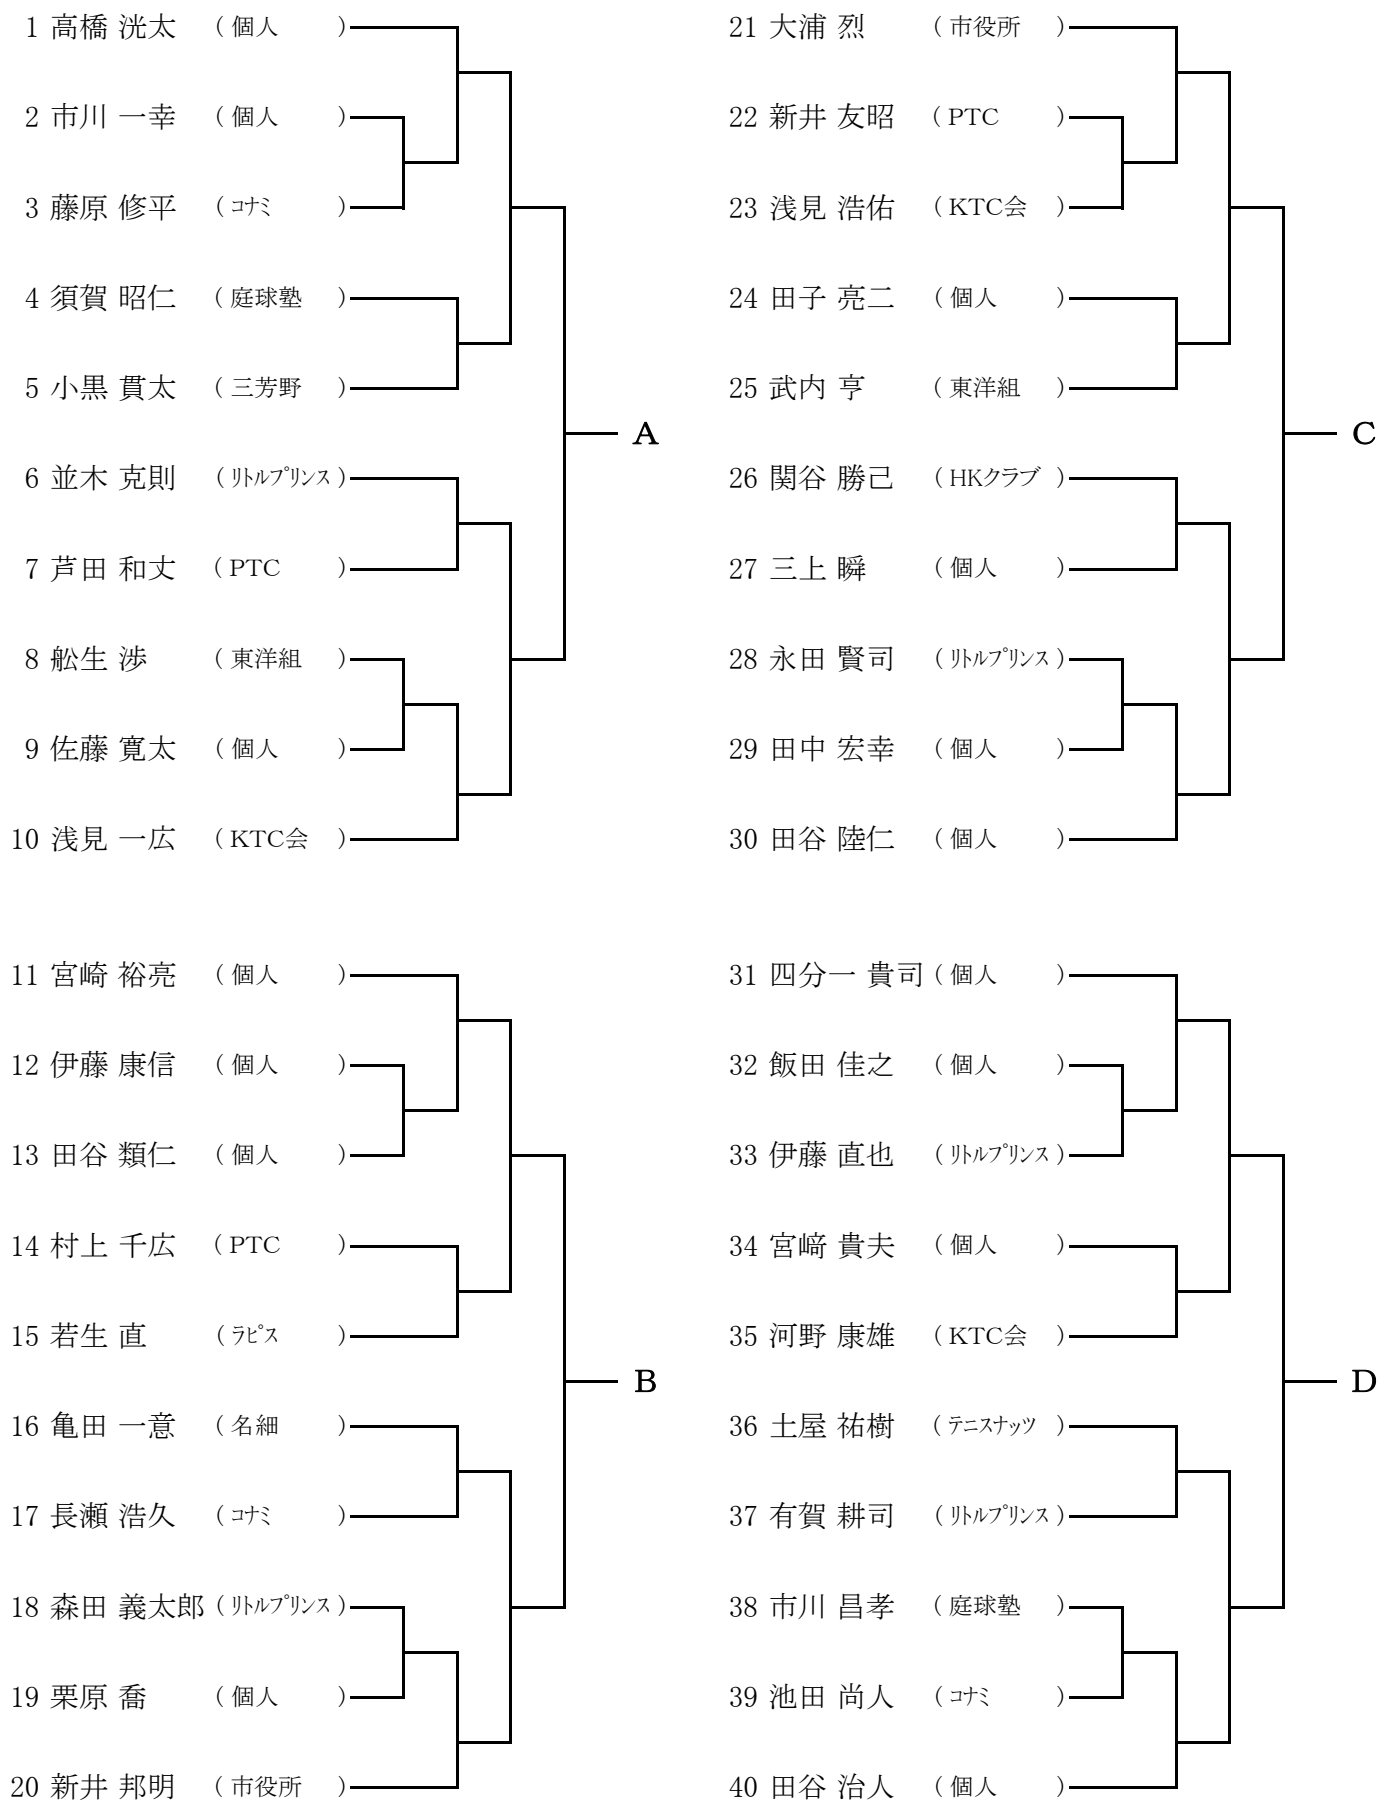 1 高橋 洸太 （ 個人 ）
2 市川 一幸 （ 個人 ）
3 藤原 修平 （ ｺﾅﾐ ）
4 須賀 昭仁 （ 庭球塾 ）
5 小黒 貫太 （ 三芳野 ）
A
6 並木 克則 （ ﾘﾄﾙﾌﾟﾘﾝｽ ）
7 芦田 和丈 （ PTC ）
8 舩生 渉 （ 東洋組 ）
9 佐藤 寛太 （ 個人 ）
10 浅見 一広 （ KTC会 ）
11 宮崎 裕亮 （ 個人 ）
12 伊藤 康信 （ 個人 ）
13 田谷 類仁 （ 個人 ）
14 村上 千広 （ PTC ）
15 若生 直 （ ﾗﾋﾟｽ ）
B
16 亀田 一意 （ 名細 ）
17 長瀬 浩久 （ ｺﾅﾐ ）
18 森田 義太郎 （ ﾘﾄﾙﾌﾟﾘﾝｽ ）
19 栗原 喬 （ 個人 ）
20 新井 邦明 （ 市役所 ）
21 大浦 烈 （ 市役所 ）
22 新井 友昭 （ PTC ）
23 浅見 浩佑 （ KTC会 ）
24 田子 亮二 （ 個人 ）
25 武内 亨 （ 東洋組 ）
C
26 関谷 勝己 （ HKクラブ ）
27 三上 瞬 （ 個人 ）
28 永田 賢司 （ ﾘﾄﾙﾌﾟﾘﾝｽ ）
29 田中 宏幸 （ 個人 ）
30 田谷 陸仁 （ 個人 ）
31 四分一 貴司 （ 個人 ）
32 飯田 佳之 （ 個人 ）
33 伊藤 直也 （ ﾘﾄﾙﾌﾟﾘﾝｽ ）
34 宮﨑 貴夫 （ 個人 ）
35 河野 康雄 （ KTC会 ）
D
36 土屋 祐樹 （ ﾃﾆｽﾅｯﾂ ）
37 有賀 耕司 （ ﾘﾄﾙﾌﾟﾘﾝｽ ）
38 市川 昌孝 （ 庭球塾 ）
39 池田 尚人 （ ｺﾅﾐ ）
40 田谷 治人 （ 個人 ）